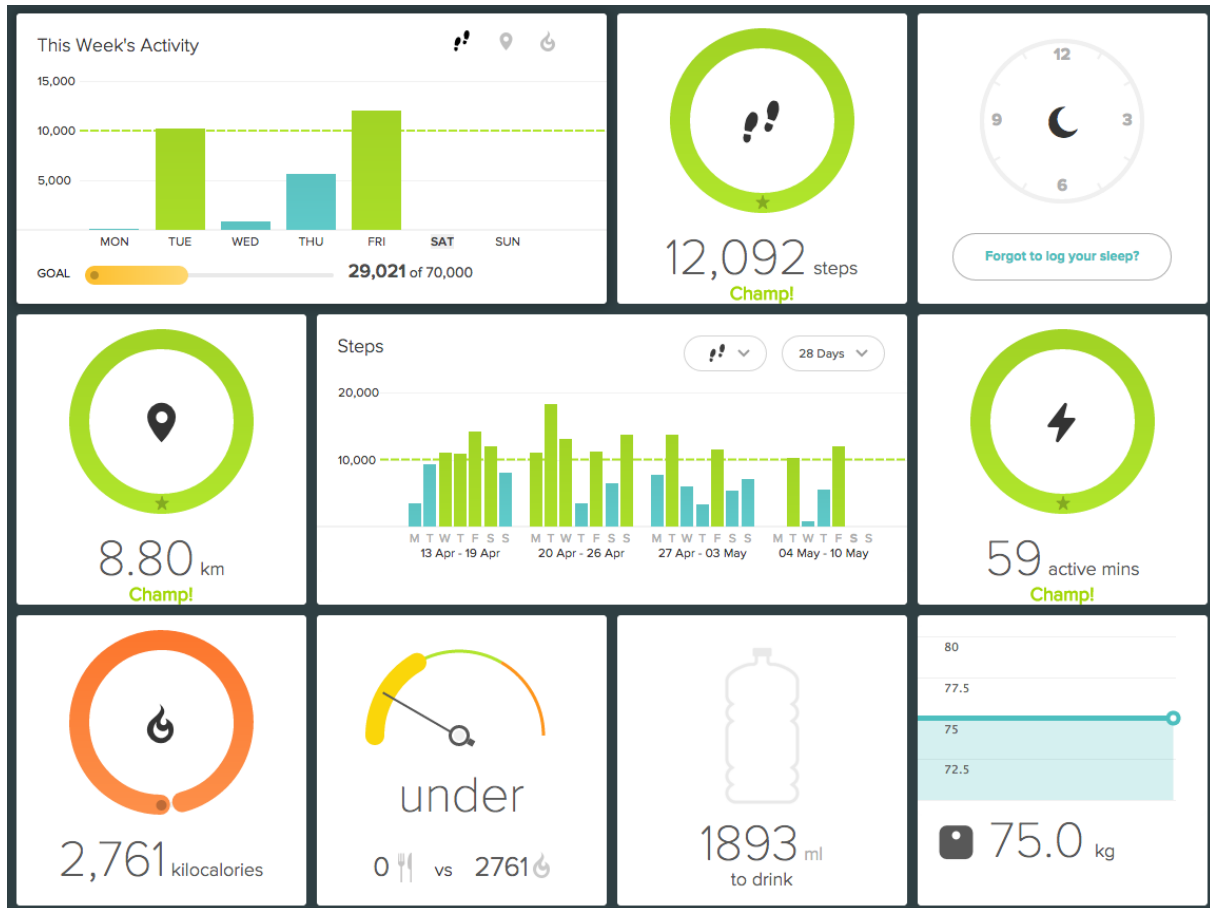 This Week's Activity
15,000
10,000
5,000
MON TUE WED THU FRI SAT SUN
GOAL 29,021 of 70,000
12,092 steps
Champ!
12
9 3
6
Forgot to log your sleep?
8.80 km
Champ!
Steps
28 Days
20,000
10,000
M T W T F S S M T W T F S S M T W T F S S M T W T F S S
13 Apr - 19 Apr 20 Apr - 26 Apr 27 Apr - 03 May 04 May - 10 May
59 active mins
Champ!
2,761 kilocalories
under
0 vs 2761
1893 ml
to drink
80
77.5
75
72.5
75.0 kg